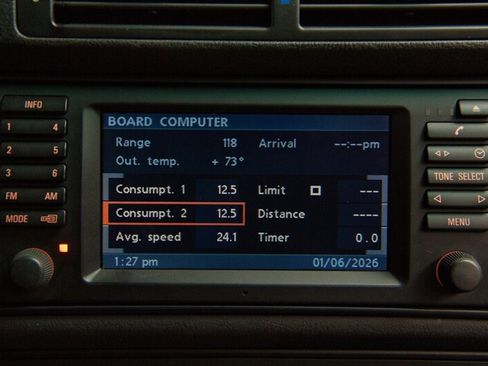 BOARD COMPUTER
Range 118 Arrival --:--pm
Out. temp. + 73°
Consumpt. 1 12.5 Limit ---
Consumpt. 2 12.5 Distance ----
Avg. speed 24.1 Timer 0.0
1:27 pm 01/06/2026
INFO
1 4
2 5
3 6
FM AM
MODE
TONE SELECT
MENU